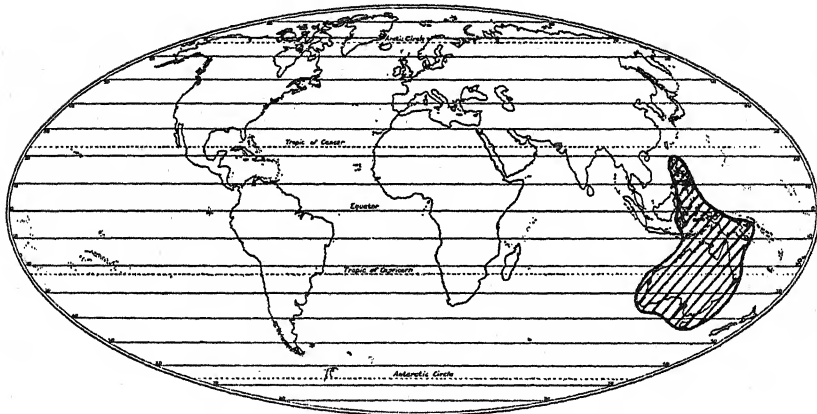 Arctic Circle
Tropic of Cancer
Equator
Tropic of Capricorn
Antarctic Circle